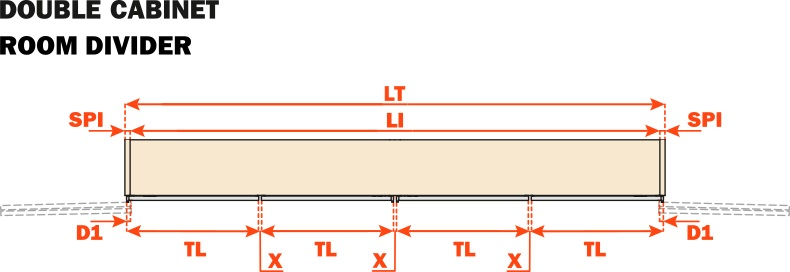 DOUBLE CABINET
ROOM DIVIDER
LT
SPI LI SPI
D1 TL X TL X TL X TL D1